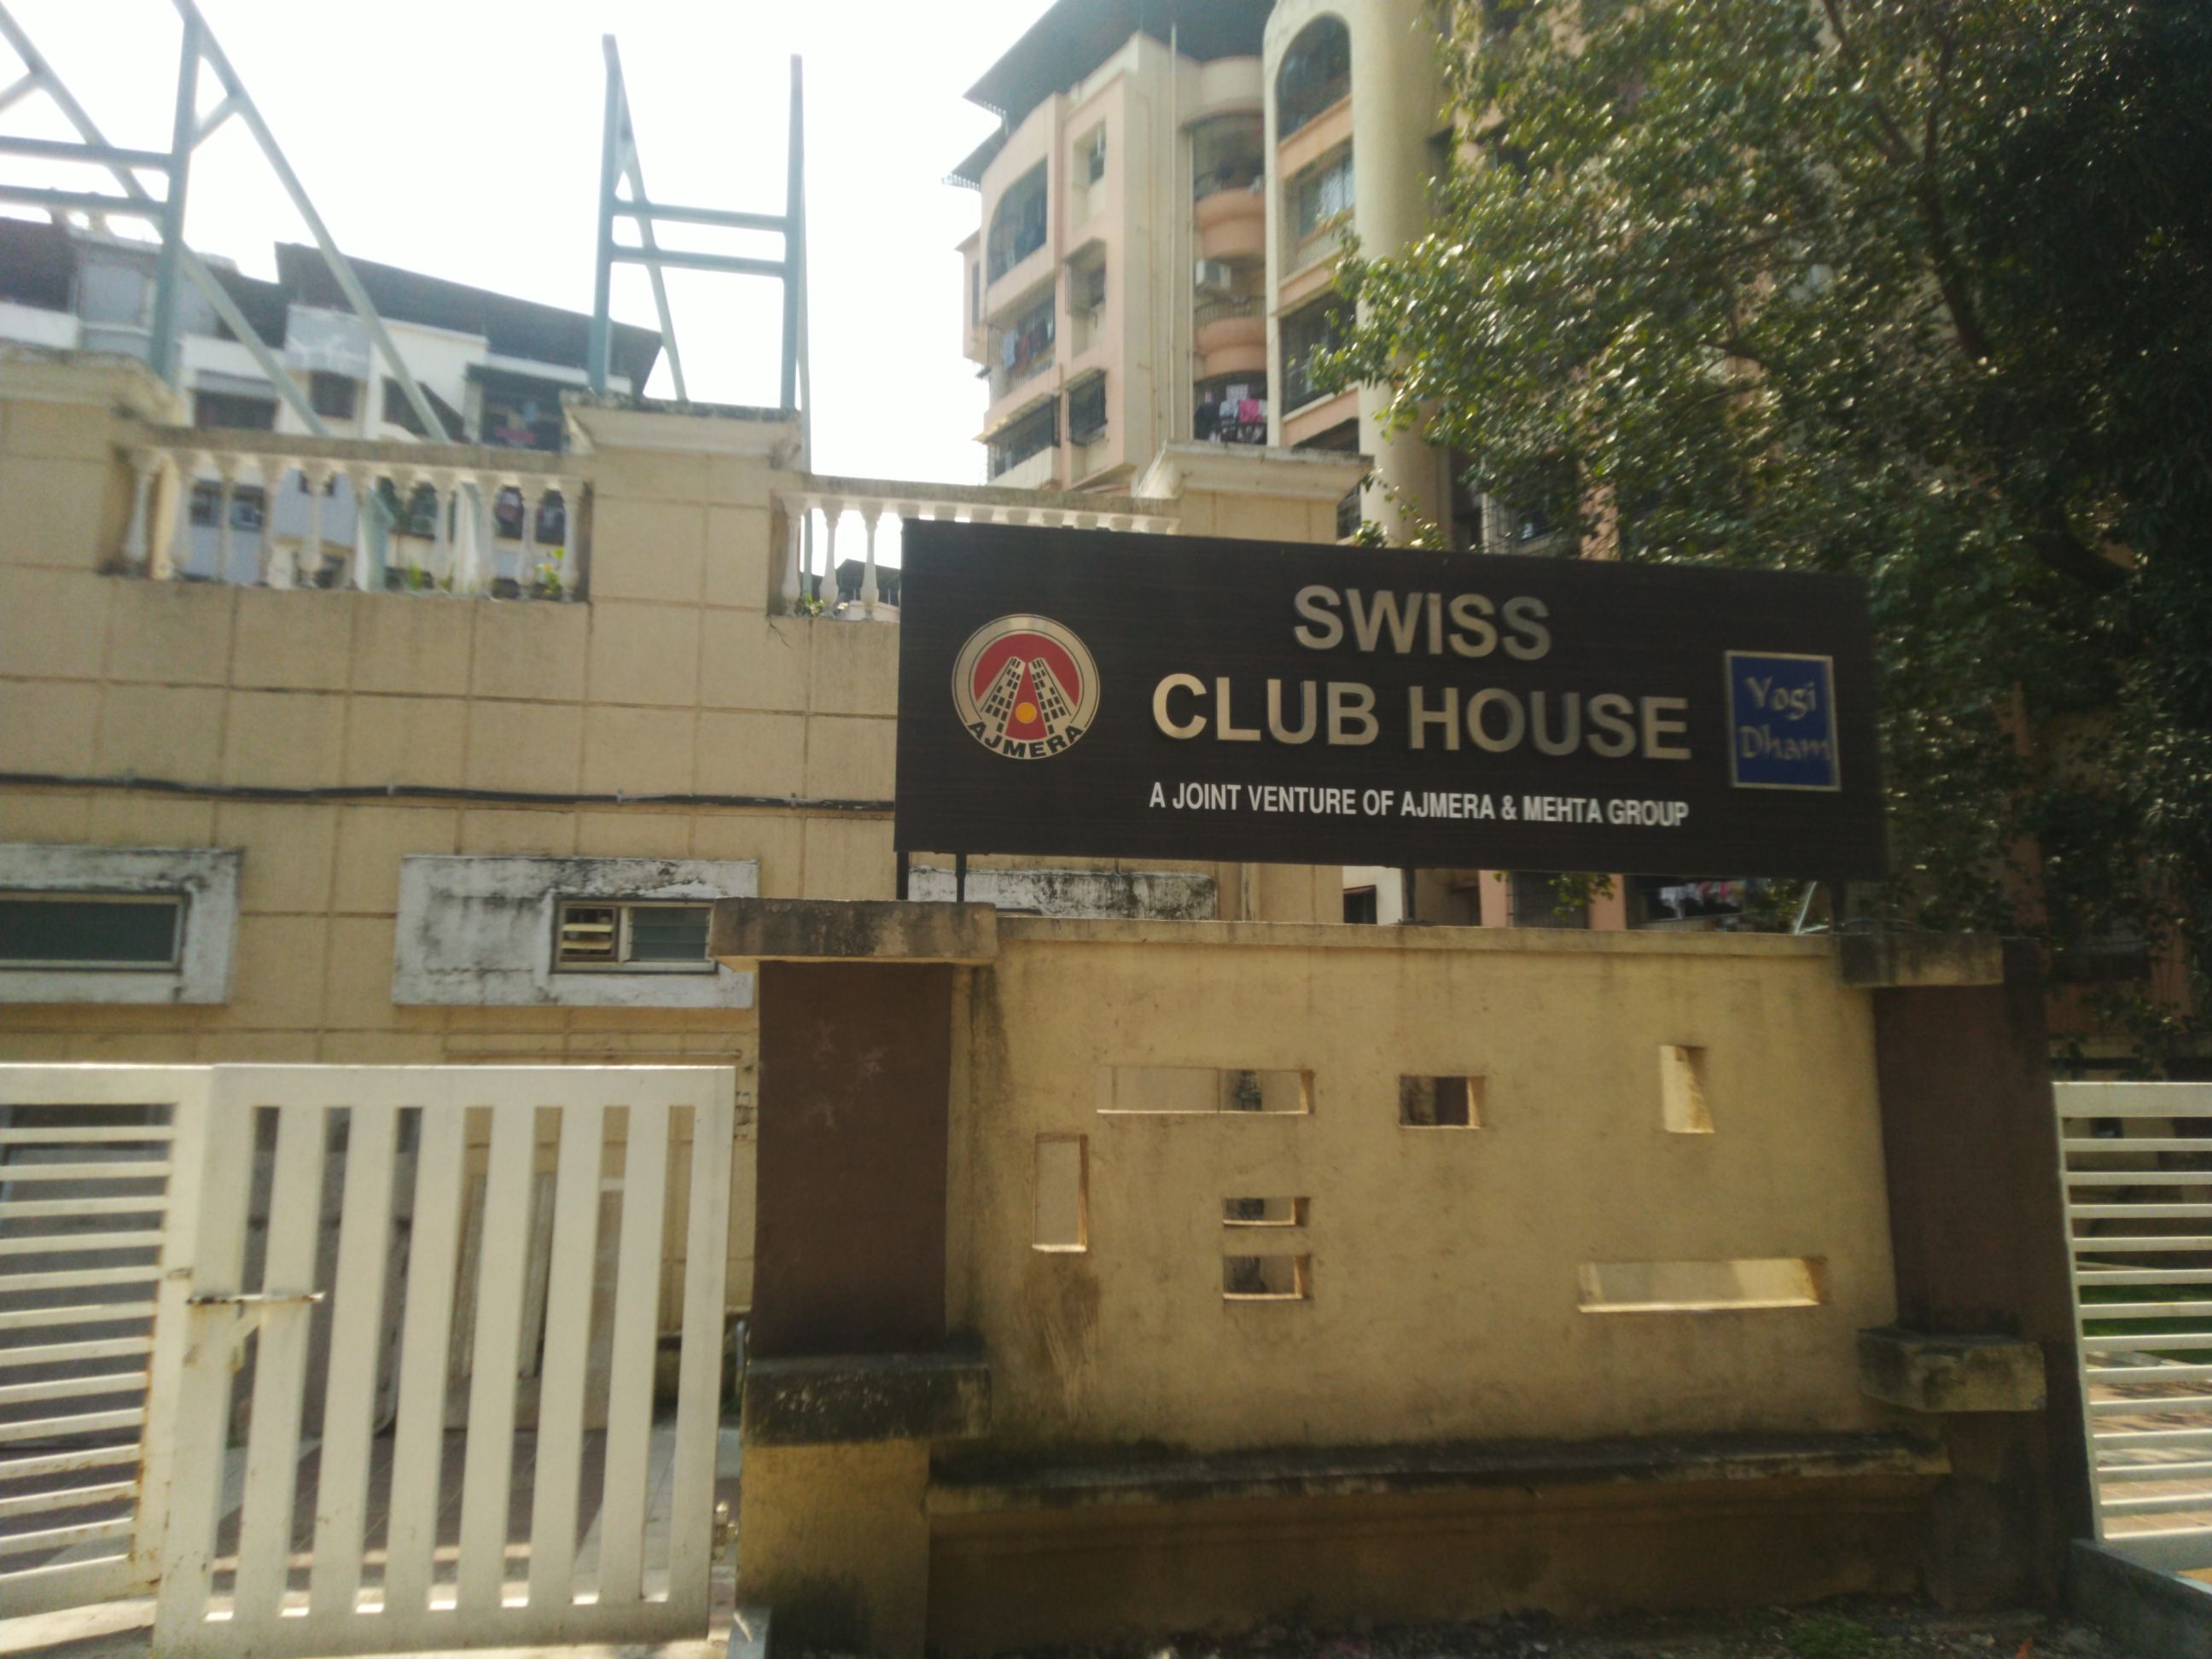 SWISS
CLUB HOUSE
A JOINT VENTURE OF AJMERA & MEHTA GROUP
AJMERA
Yogi
Dham